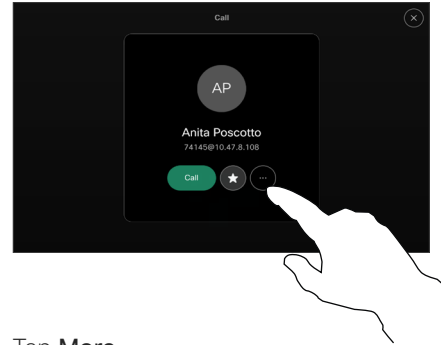 Call
AP
Anita Poscotto
74145@10.47.8.108
Call
Tap More